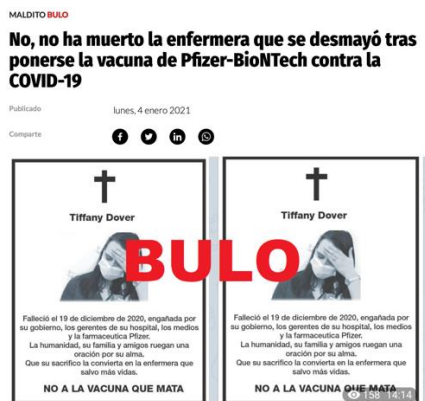 MALDITO BULO
No, no ha muerto la enfermera que se desmayó tras
ponerse la vacuna de Pfizer-BioNTech contra la
COVID-19
Publicado
lunes, 4 enero 2021
Comparte
Tiffany Dover
Falleció el 19 de diciembre de 2020, engañada por
su gobierno, los gerentes de su hospital, los medios
y la farmaceutica Pfizer.
La humanidad, su familia y amigos ruegan una
oración por su alma.
Que su sacrifico la convierta en la enfermera que
salvo más vidas.
NO A LA VACUNA QUE MATA
Tiffany Dover
Falleció el 19 de diciembre de 2020, engañada por
su gobierno, los gerentes de su hospital, los medios
y la farmaceutica Pfizer.
La humanidad, su familia y amigos ruegan una
oración por su alma.
Que su sacrifico la convierta en la enfermera que
salvo más vidas.
NO A LA VACUNA QUE MATA
BULO
158 14:14